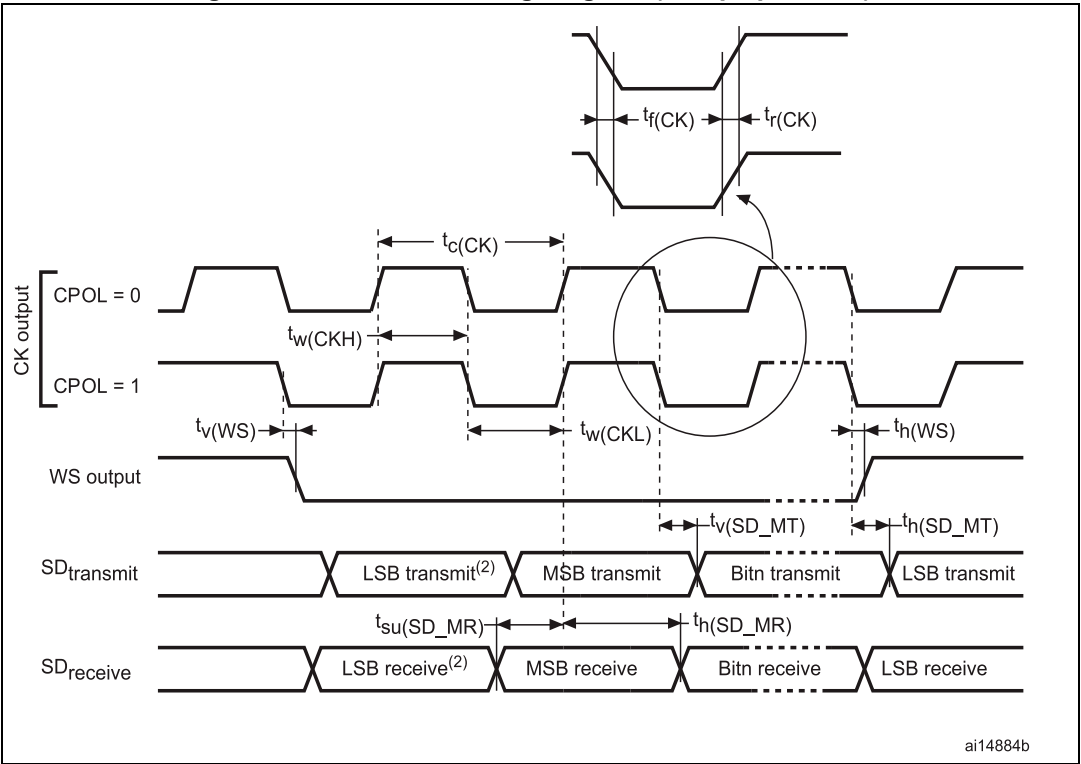 tf(CK)
tr(CK)
tc(CK)
CK output
CPOL = 0
tw(CKH)
CPOL = 1
tv(WS)
tw(CKL)
th(WS)
WS output
tv(SD_MT)
th(SD_MT)
SDtransmit
LSB transmit(2)
MSB transmit
Bitn transmit
LSB transmit
tsu(SD_MR)
th(SD_MR)
SDreceive
LSB receive(2)
MSB receive
Bitn receive
LSB receive
ai14884b